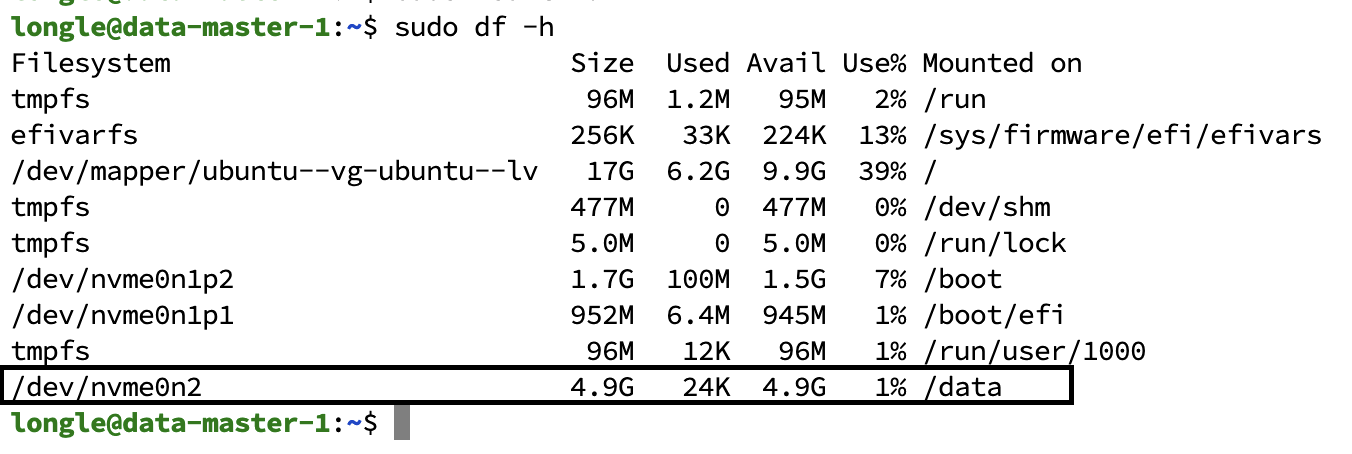 longle@data-master-1:~$ sudo df -h
Filesystem                         Size  Used Avail Use% Mounted on
tmpfs                               96M  1.2M   95M   2% /run
efivarfs                           256K   33K  224K  13% /sys/firmware/efi/efivars
/dev/mapper/ubuntu--vg-ubuntu--lv   17G  6.2G  9.9G  39% /
tmpfs                              477M     0  477M   0% /dev/shm
tmpfs                              5.0M     0  5.0M   0% /run/lock
/dev/nvme0n1p2                     1.7G  100M  1.5G   7% /boot
/dev/nvme0n1p1                     952M  6.4M  945M   1% /boot/efi
tmpfs                               96M   12K   96M   1% /run/user/1000
/dev/nvme0n2                       4.9G   24K  4.9G   1% /data
longle@data-master-1:~$